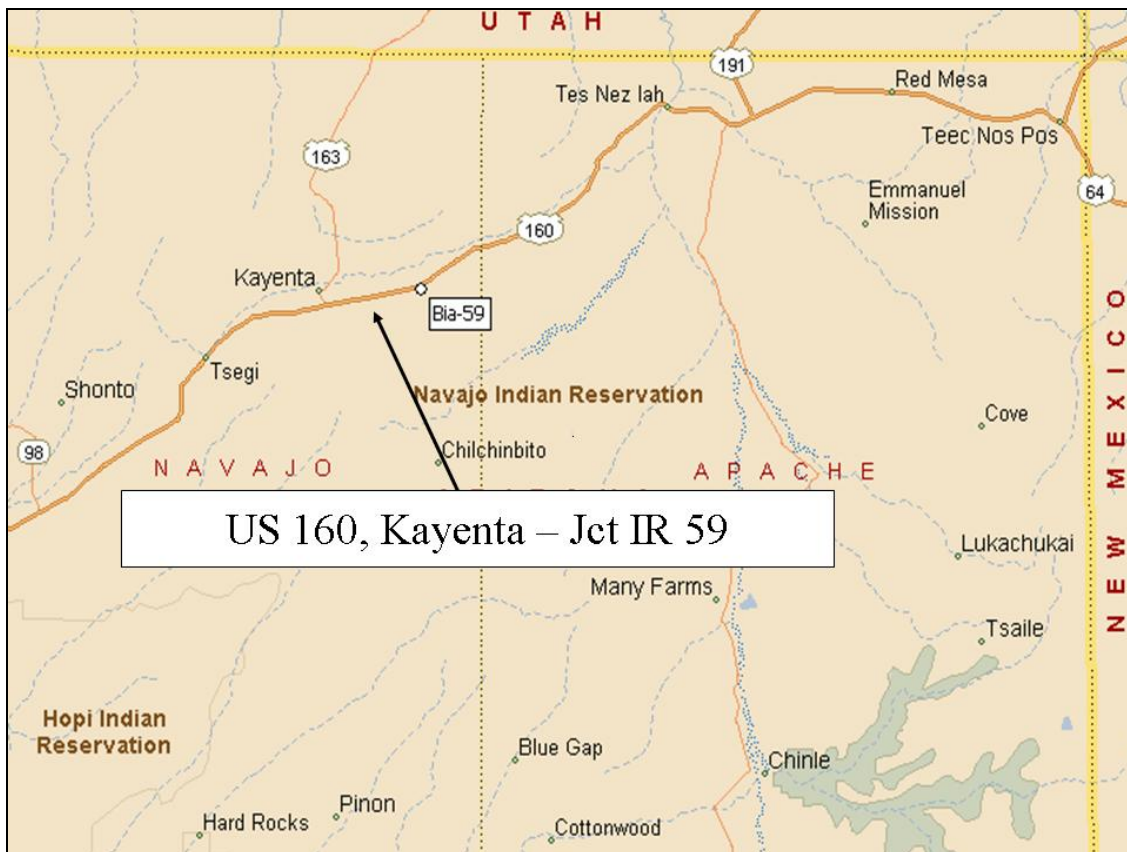 UTAH
191
Tes Nez Iah
Red Mesa
Teec Nos Pos
163
Emmanuel
Mission
64
160
Kayenta
Bia-59
Tsegi
Shonto
Navajo Indian Reservation
Cove
98
Chilchinbito
NAVAJO
APACHE
NEW MEXICO
US 160, Kayenta – Jct IR 59
Lukachukai
Many Farms
Tsaile
Hopi Indian
Reservation
Blue Gap
Chinle
Pinon
Hard Rocks
Cottonwood